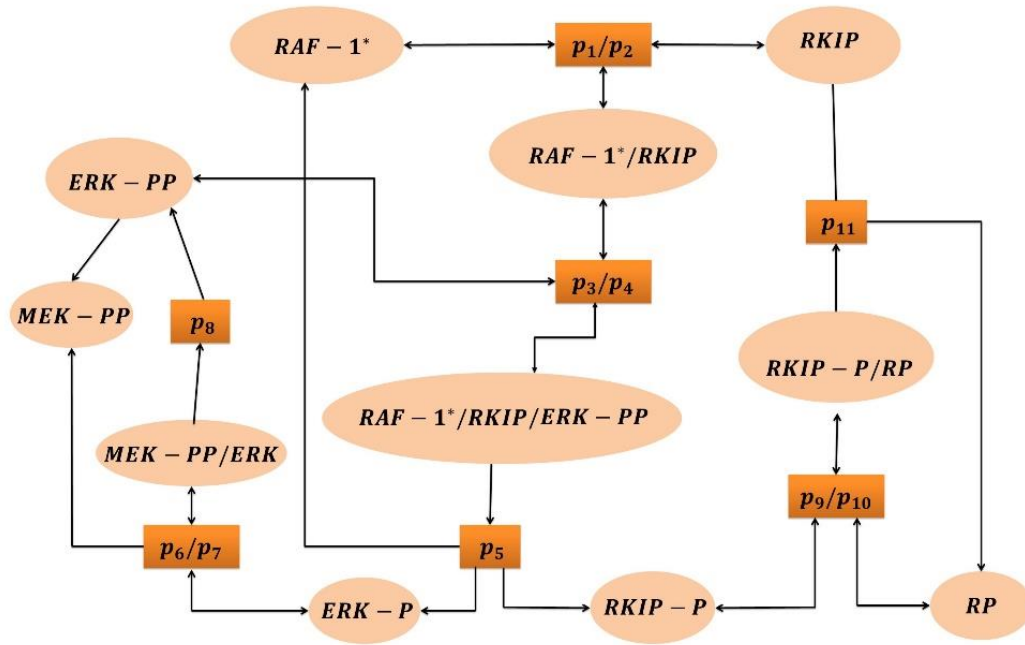 RAF − 1*
p₁/p₂
RKIP
RAF − 1*/RKIP
ERK − PP
p₁₁
MEK − PP
p₈
p₃/p₄
RKIP − P/RP
RAF − 1*/RKIP/ERK − PP
MEK − PP/ERK
p₉/p₁₀
p₆/p₇
p₅
ERK − P
RKIP − P
RP